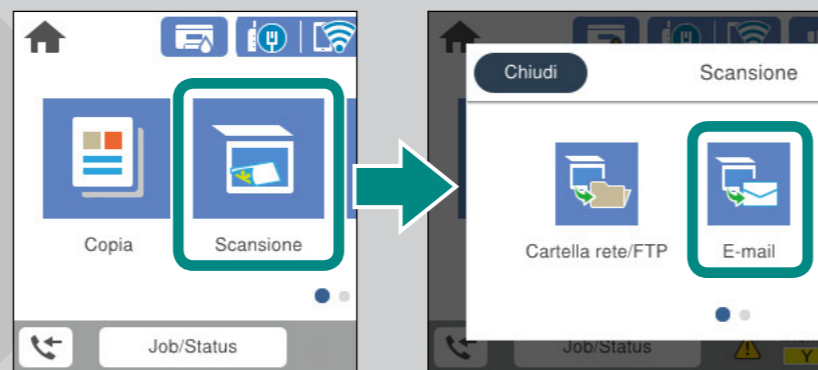 Copia
Scansione
Job/Status
Chiudi
Scansione
Cartella rete/FTP
E-mail
Job/Status
Y